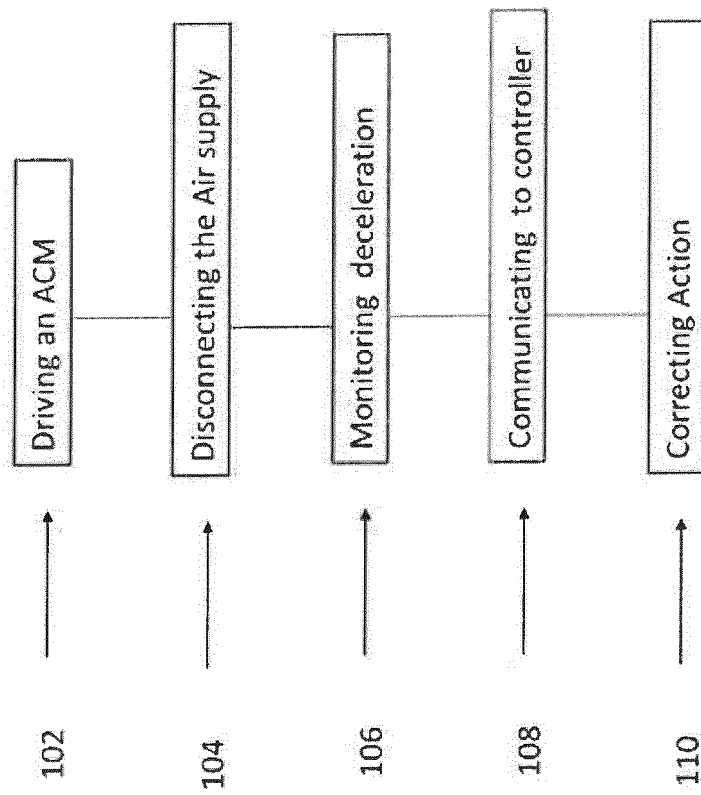 102 Driving an ACM
104 Disconnecting the Air supply
106 Monitoring deceleration
108 Communicating to controller
110 Correcting Action